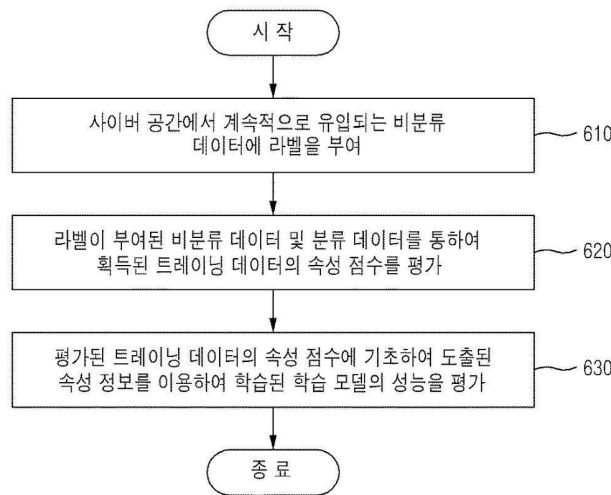 시 작
사이버 공간에서 계속적으로 유입되는 비분류
데이터에 라벨을 부여
610
라벨이 부여된 비분류 데이터 및 분류 데이터를 통하여
획득된 트레이닝 데이터의 속성 점수를 평가
620
평가된 트레이닝 데이터의 속성 점수에 기초하여 도출된
속성 정보를 이용하여 학습된 학습 모델의 성능을 평가
630
종 료